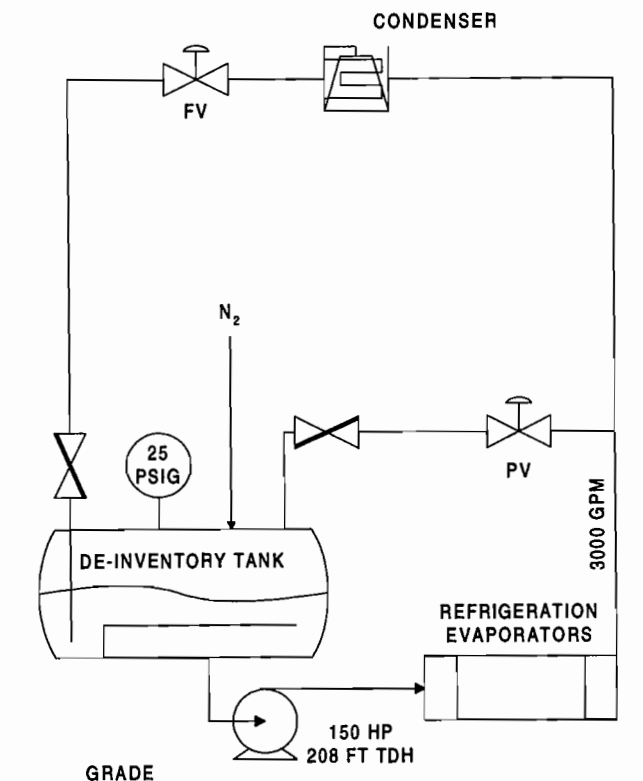 CONDENSER
FV
N2
25
PSIG
PV
3000 GPM
DE-INVENTORY TANK
REFRIGERATION
EVAPORATORS
150 HP
208 FT TDH
GRADE